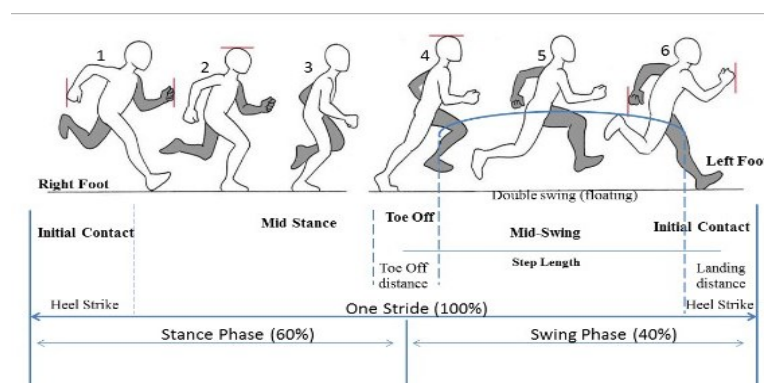 1
2
3
4
5
6
Right Foot
Left Foo
Double swing (floating)
Initial Contact
Mid Stance
Toe Off
Mid-Swing
Initial Contact
Toe Off
distance
Step Length
Landing
distance
Heel Strike
Heel Strike
One Stride (100%)
Stance Phase (60%)
Swing Phase (40%)